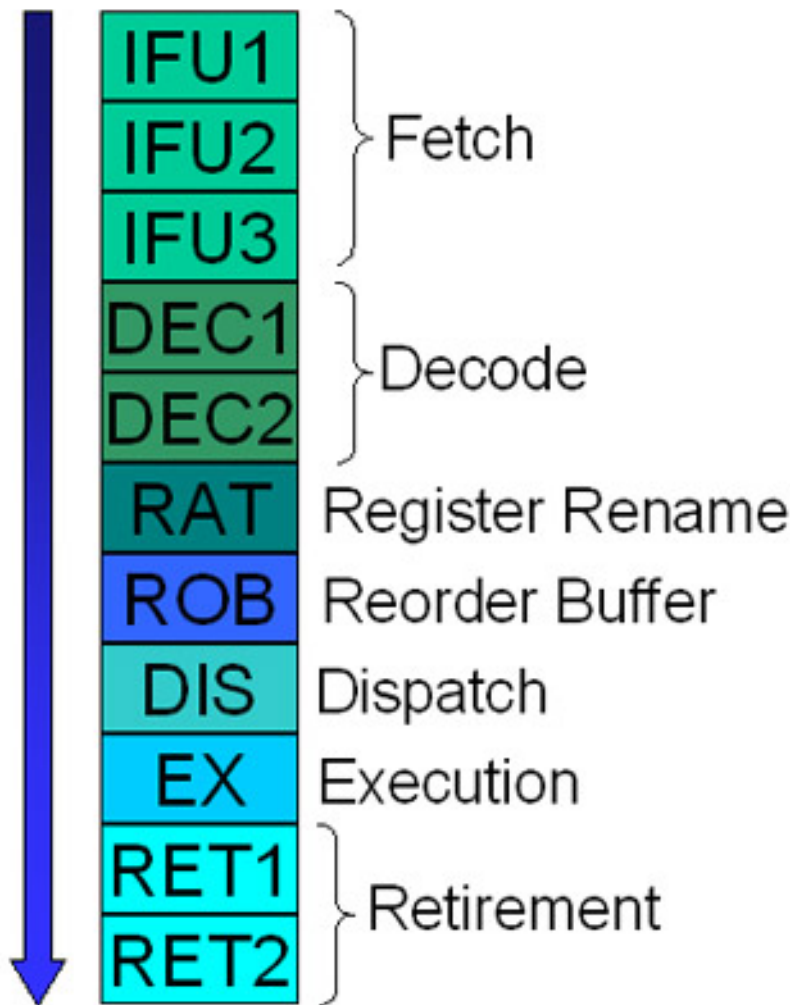 IFU1
IFU2
IFU3
Fetch
DEC1
DEC2
Decode
RAT Register Rename
ROB Reorder Buffer
DIS Dispatch
EX Execution
RET1
RET2
Retirement